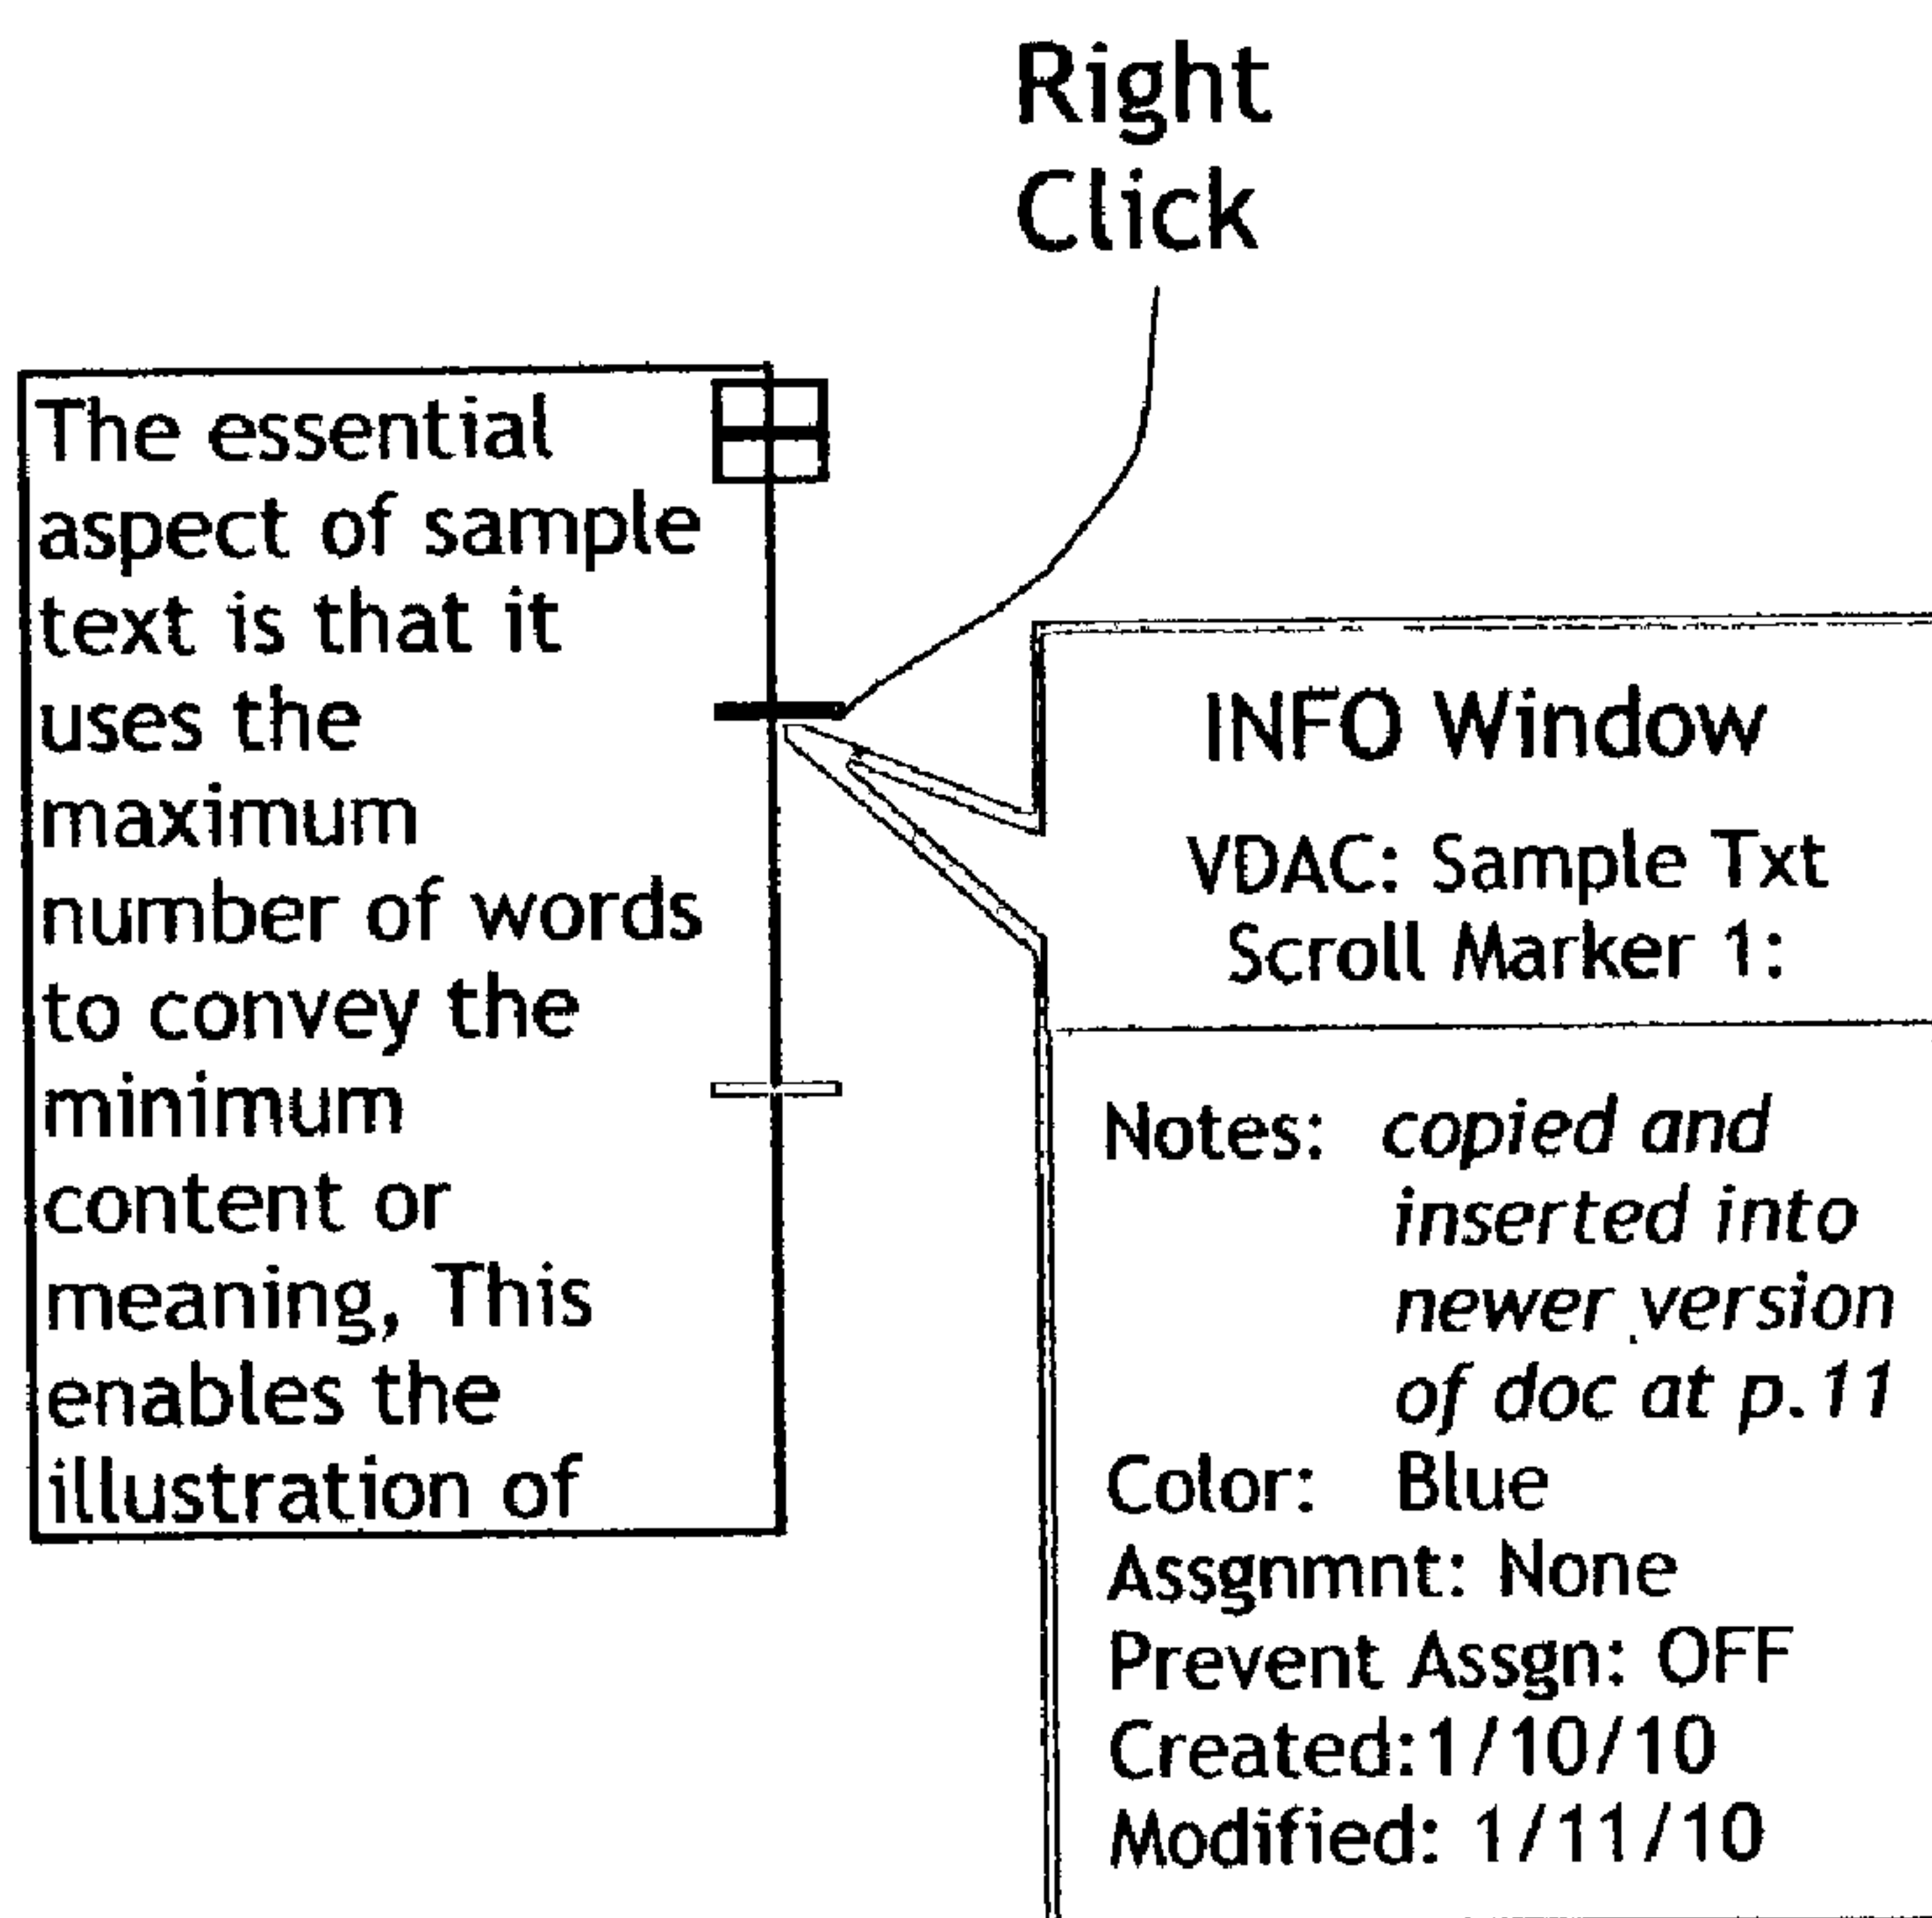 Right
Click
The essential
aspect of sample
text is that it
uses the
maximum
number of words
to convey the
minimum
content or
meaning, This
enables the
illustration of
INFO Window
VDAC: Sample Txt
Scroll Marker 1:
Notes: copied and
inserted into
newer version
of doc at p.11
Color: Blue
Assgnmnt: None
Prevent Assgn: OFF
Created:1/10/10
Modified: 1/11/10